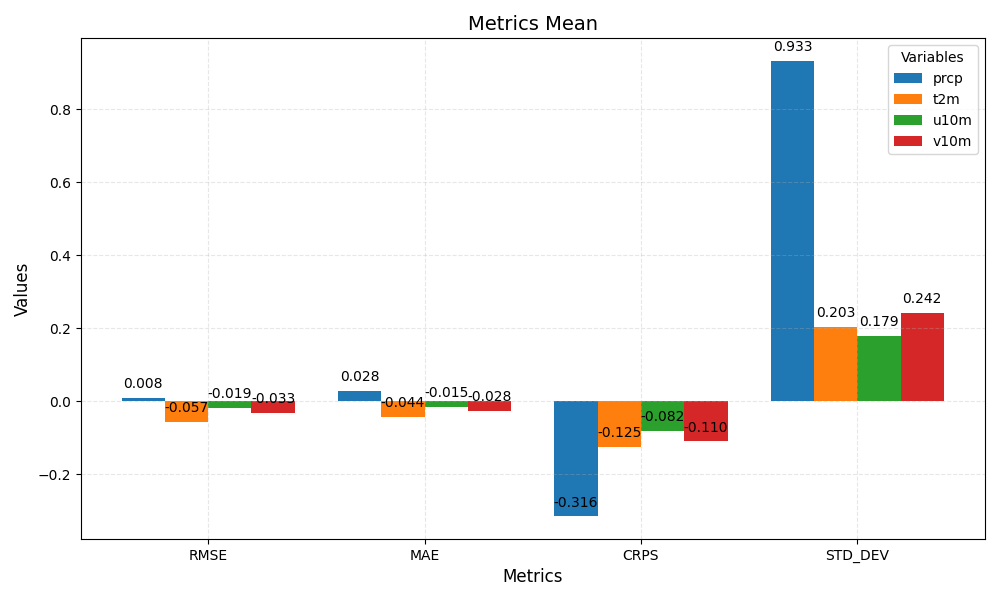 Metrics Mean
Values
0.8
0.6
0.4
0.2
0.0
−0.2
0.008
-0.057
-0.019
-0.033
0.028
-0.044
-0.015
-0.028
-0.316
-0.125
-0.082
-0.110
0.933
0.203
0.179
0.242
Variables
prcp
t2m
u10m
v10m
RMSE
MAE
CRPS
STD_DEV
Metrics